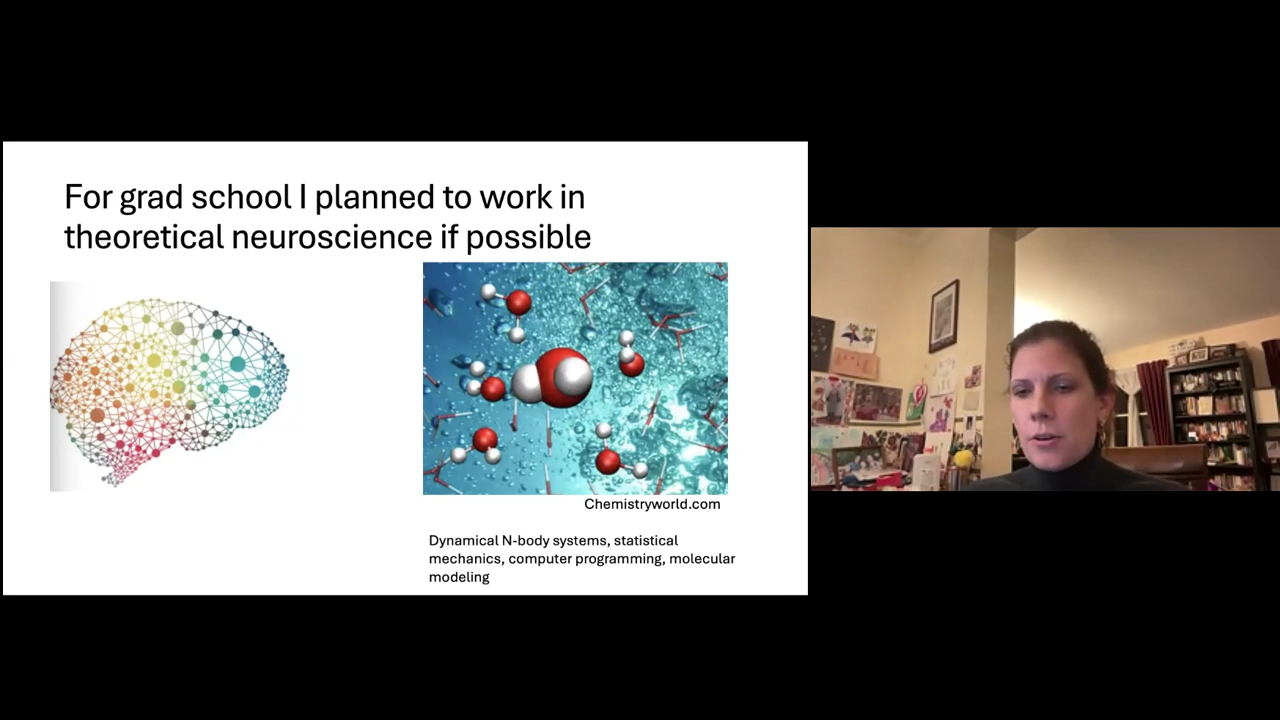 For grad school I planned to work in
theoretical neuroscience if possible
Chemistryworld.com
Dynamical N-body systems, statistical
mechanics, computer programming, molecular
modeling